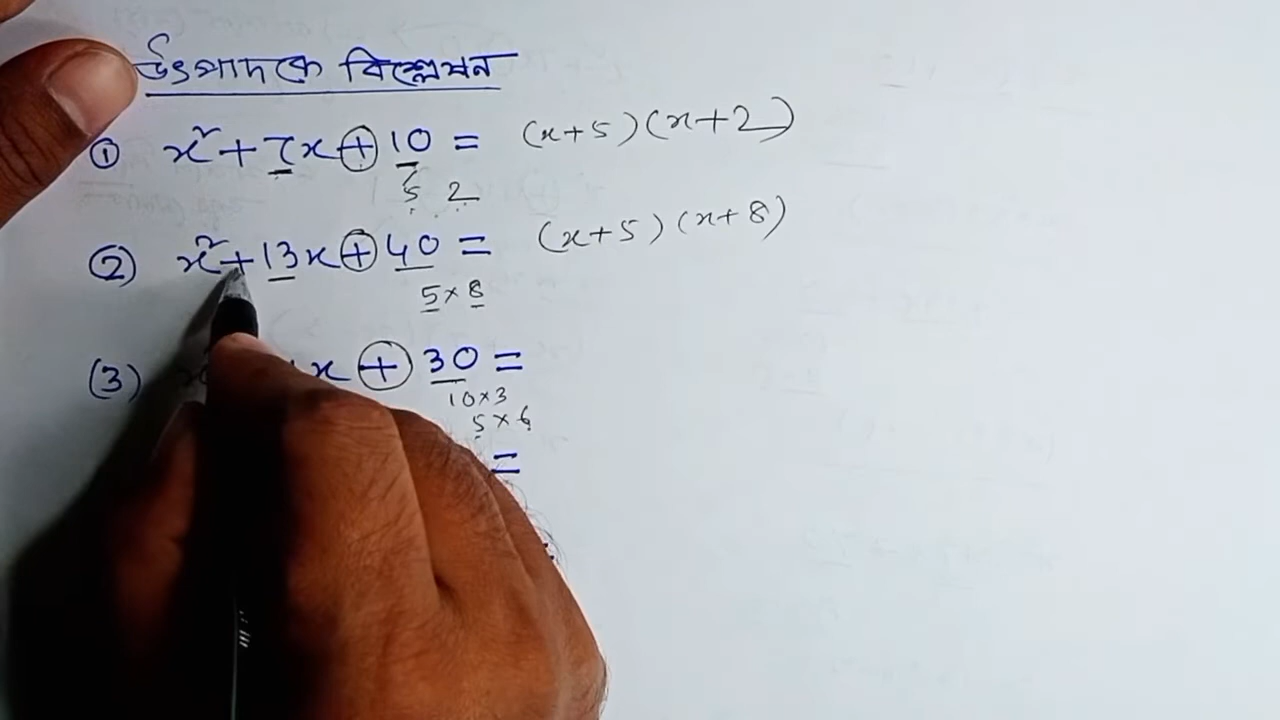 উৎপাদকে বিশ্লেষন
① x² + 7x + 10 = (x+5)(x+2)
5 2
② x² + 13x + 40 = (x+5)(x+8)
5 × 8
(3) x + 30 =
10×3
5 × 6
=